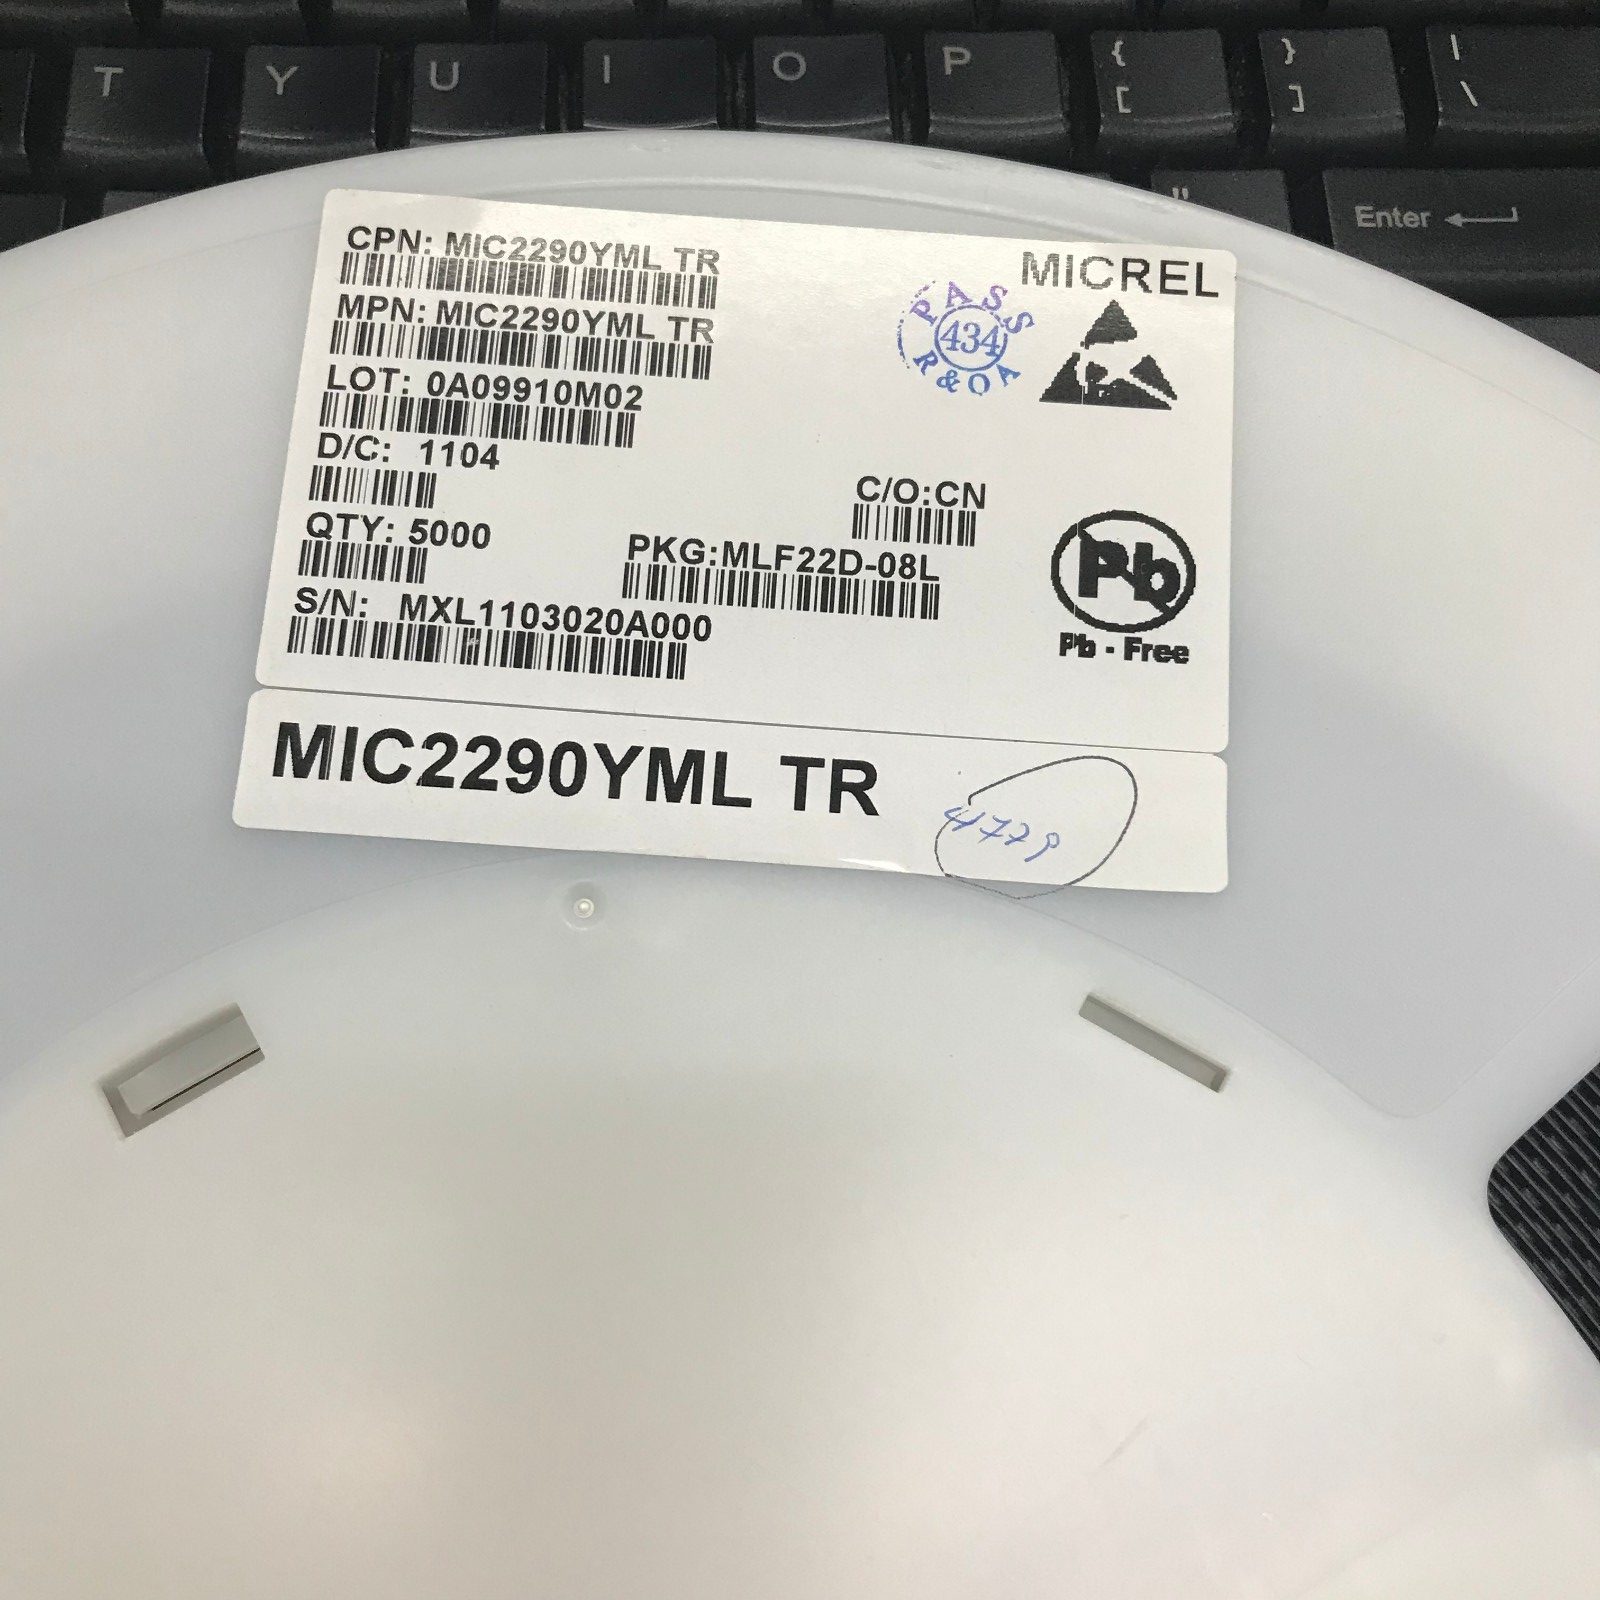 T Y U I O P { [ } ] | \
"
Enter
CPN: MIC2290YML TR
MICREL
MPN: MIC2290YML TR
PASS
434
R&QA
LOT: 0A09910M02
D/C: 1104
C/O:CN
QTY: 5000
PKG:MLF22D-08L
Pb
S/N: MXL1103020A000
Pb - Free
MIC2290YML TR
4779